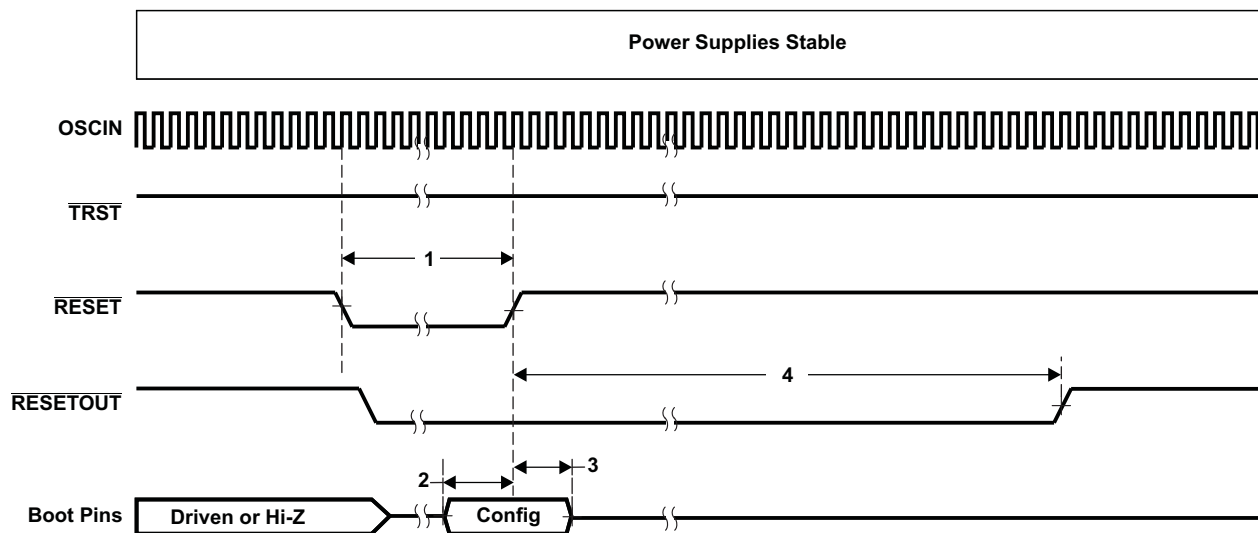 Power Supplies Stable
OSCIN
TRST
1
RESET
4
RESETOUT
2
3
Boot Pins
Driven or Hi-Z
Config